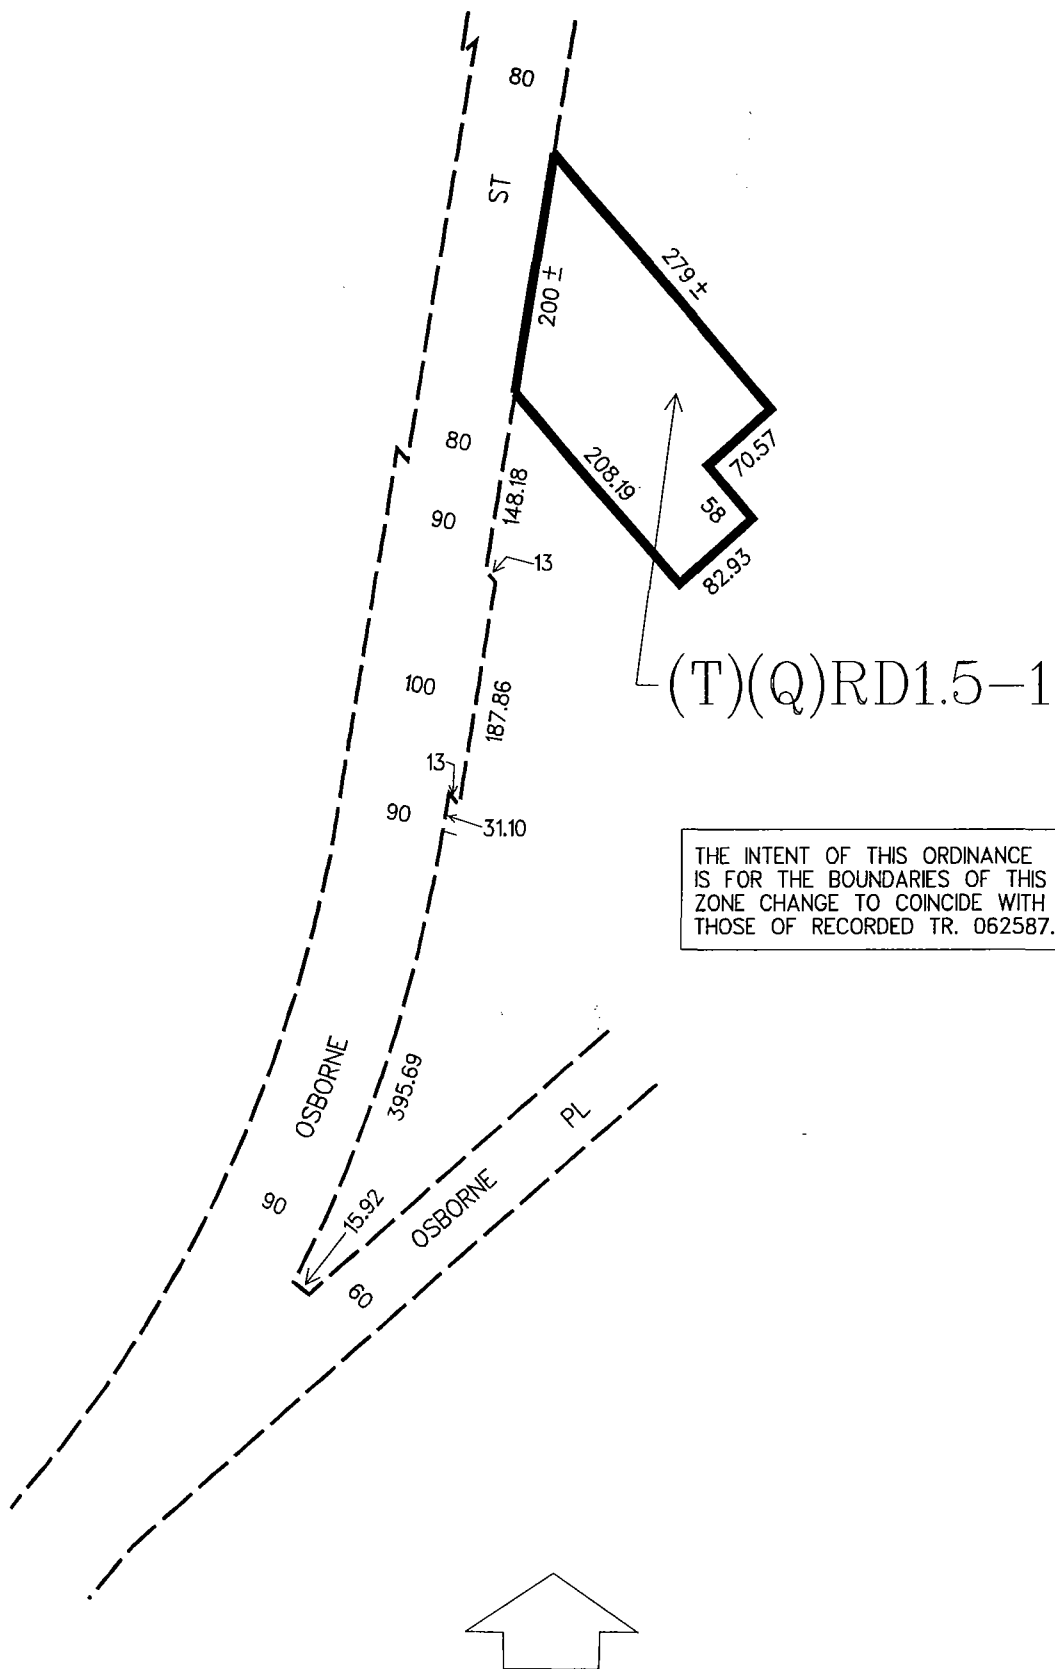 80
ST
200 ±
279 ±
80
208.19
70.57
148.18
90
58
13
82.93
(T)(Q)RD1.5-1
100
187.86
13
90
31.10
THE INTENT OF THIS ORDINANCE
IS FOR THE BOUNDARIES OF THIS
ZONE CHANGE TO COINCIDE WITH
THOSE OF RECORDED TR. 062587.
OSBORNE
395.69
PL
OSBORNE
90
15.92
60